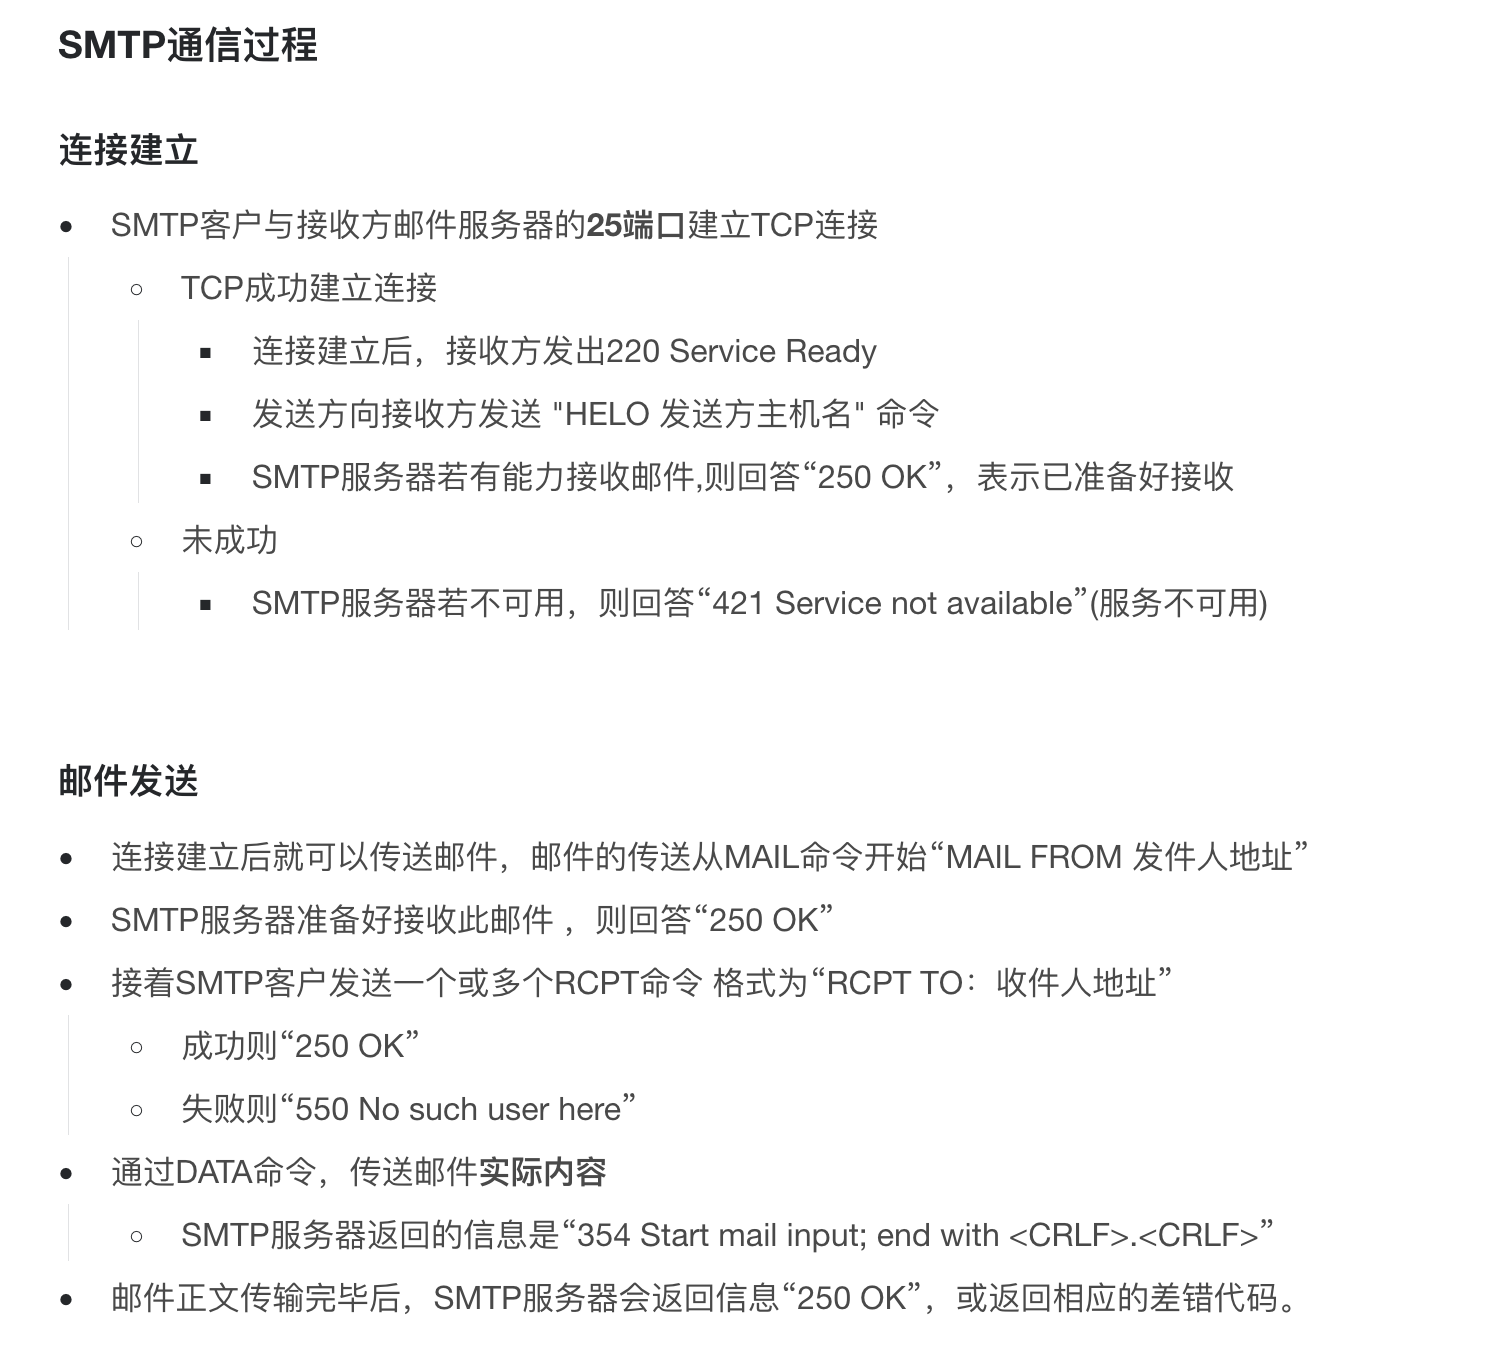 SMTP通信过程
连接建立
SMTP客户与接收方邮件服务器的25端口建立TCP连接
TCP成功建立连接
连接建立后，接收方发出220 Service Ready
发送方向接收方发送 "HELO 发送方主机名" 命令
SMTP服务器若有能力接收邮件,则回答“250 OK”，表示已准备好接收
未成功
SMTP服务器若不可用，则回答“421 Service not available”(服务不可用)
邮件发送
连接建立后就可以传送邮件，邮件的传送从MAIL命令开始“MAIL FROM 发件人地址”
SMTP服务器准备好接收此邮件 ，则回答“250 OK”
接着SMTP客户发送一个或多个RCPT命令 格式为“RCPT TO：收件人地址”
成功则“250 OK”
失败则“550 No such user here”
通过DATA命令，传送邮件实际内容
SMTP服务器返回的信息是“354 Start mail input; end with <CRLF>.<CRLF>”
邮件正文传输完毕后，SMTP服务器会返回信息“250 OK”，或返回相应的差错代码。